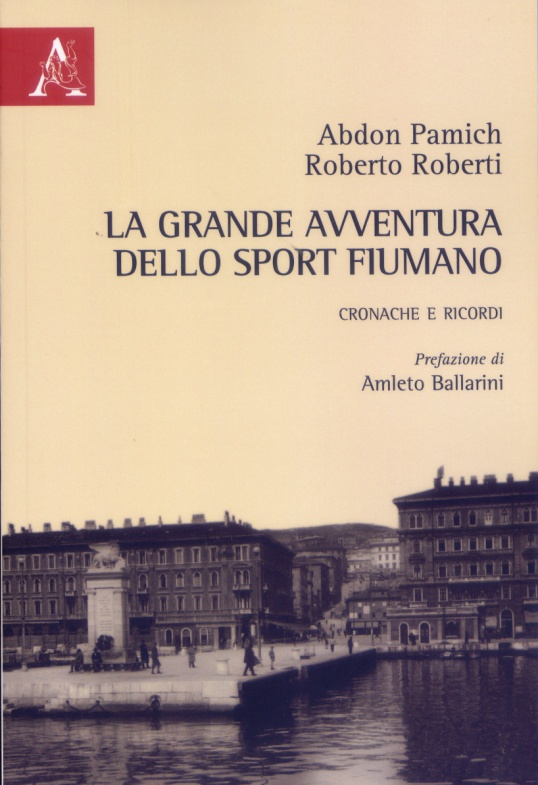 A
Abdon Pamich
Roberto Roberti
LA GRANDE AVVENTURA
DELLO SPORT FIUMANO
CRONACHE E RICORDI
Prefazione di
Amleto Ballarini